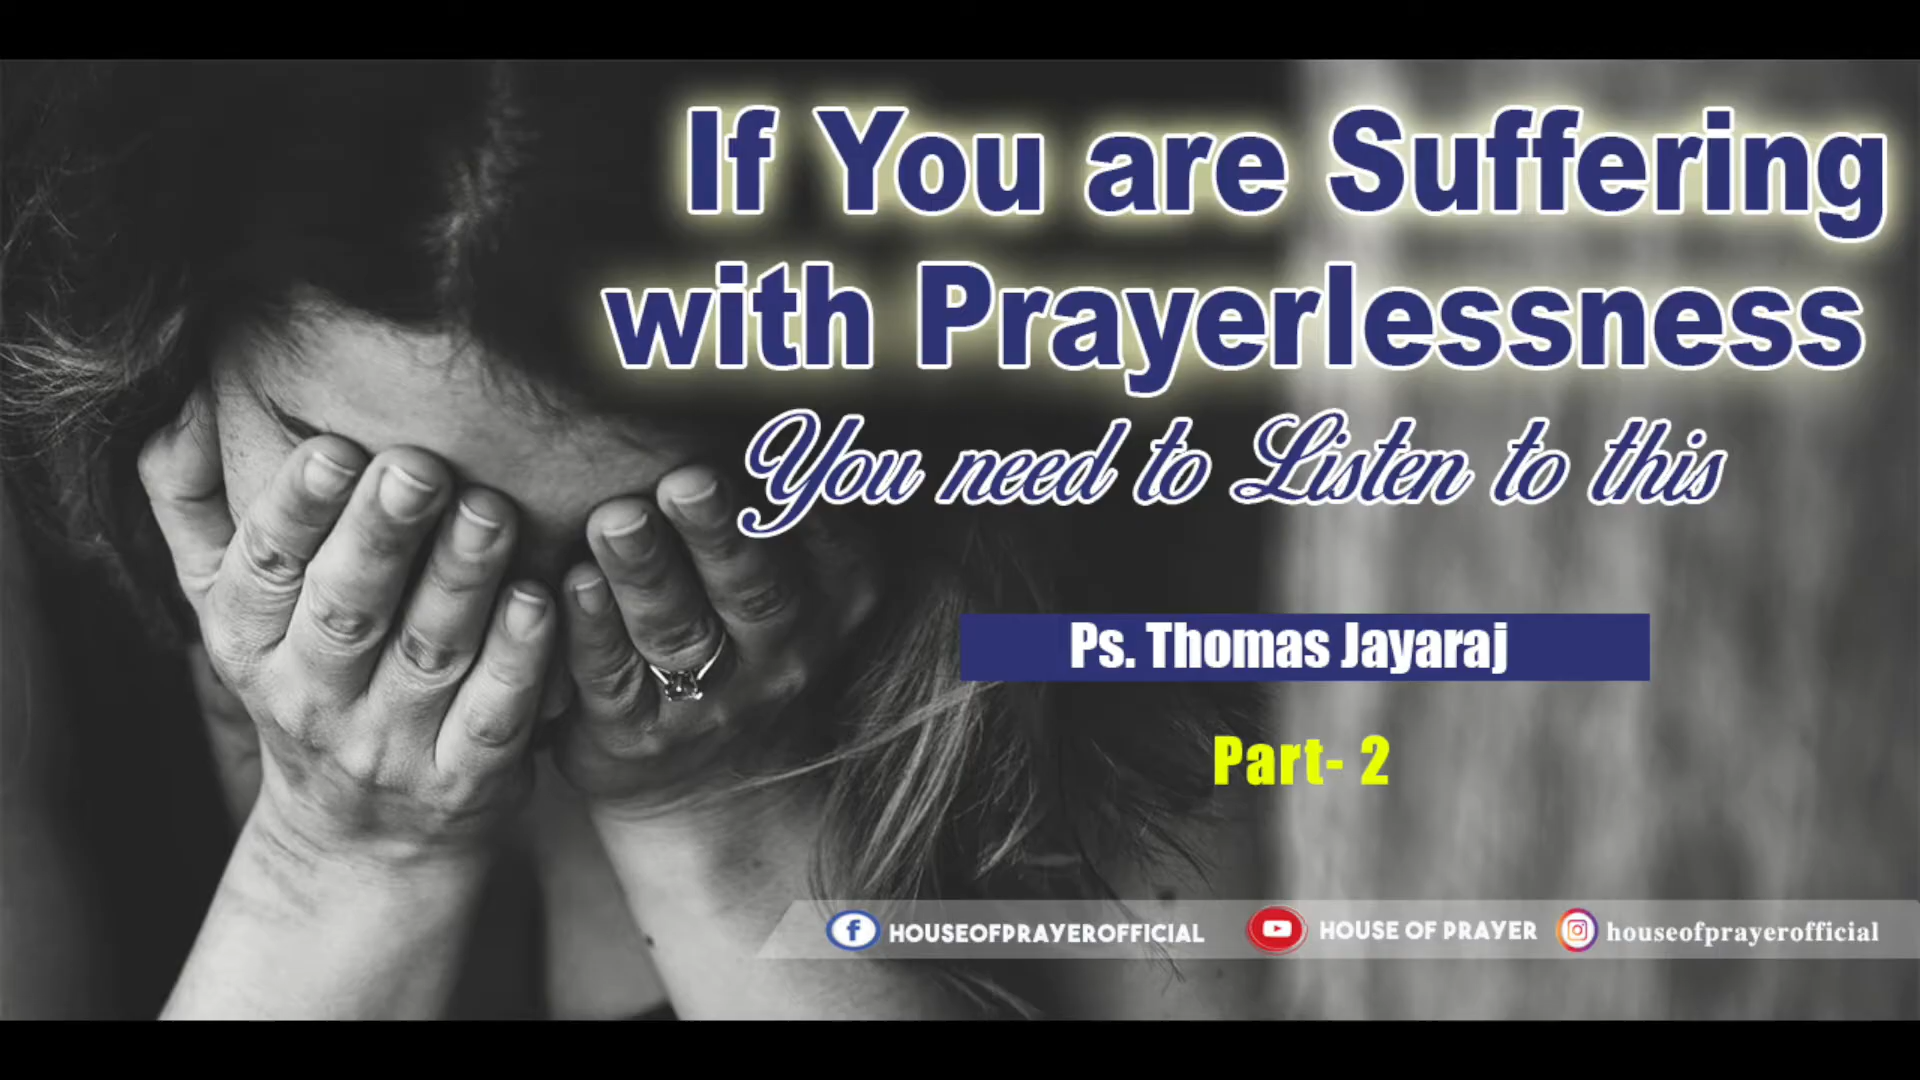 If You are Suffering
with Prayerlessness
You need to Listen to this
Ps. Thomas Jayaraj
Part- 2
HOUSEOFPRAYEROFFICIAL HOUSE OF PRAYER houseofprayerofficial